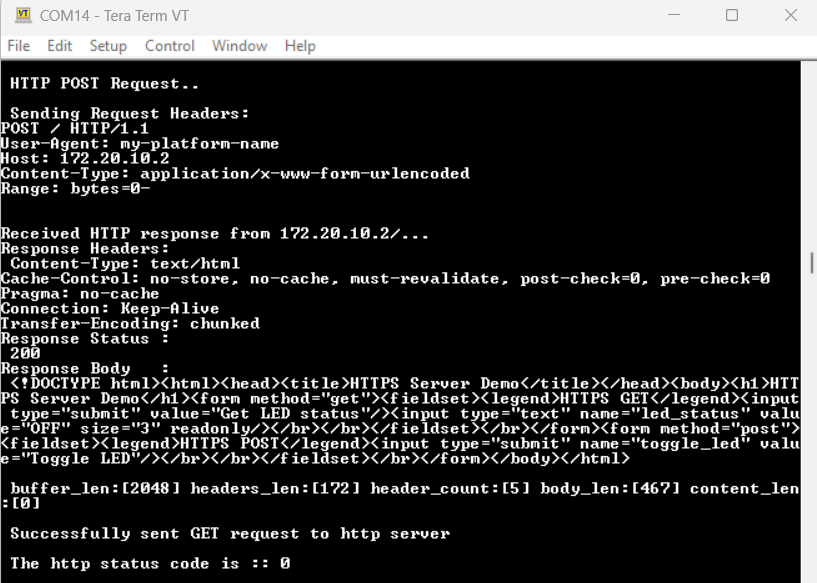 COM14 - Tera Term VT
File Edit Setup Control Window Help
HTTP POST Request..
Sending Request Headers:
POST / HTTP/1.1
User-Agent: my-platform-name
Host: 172.20.10.2
Content-Type: application/x-www-form-urlencoded
Range: bytes=0-
Received HTTP response from 172.20.10.2/...
Response Headers:
Content-Type: text/html
Cache-Control: no-store, no-cache, must-revalidate, post-check=0, pre-check=0
Pragma: no-cache
Connection: Keep-Alive
Transfer-Encoding: chunked
Response Status :
200
Response Body   :
<!DOCTYPE html><html><head><title>HTTPS Server Demo</title></head><body><h1>HTT
PS Server Demo</h1><form method="get"><fieldset><legend>HTTPS GET</legend><input
type="submit" value="Get LED status"/><input type="text" name="led_status" valu
e="OFF" size="3" readonly/></br></br></fieldset></br></form><form method="post">
<fieldset><legend>HTTPS POST</legend><input type="submit" name="toggle_led" valu
e="Toggle LED"/></br></br></fieldset></br></form></body></html>
buffer_len:[2048] headers_len:[172] header_count:[5] body_len:[467] content_len
:[0]
Successfully sent GET request to http server
The http status code is :: 0